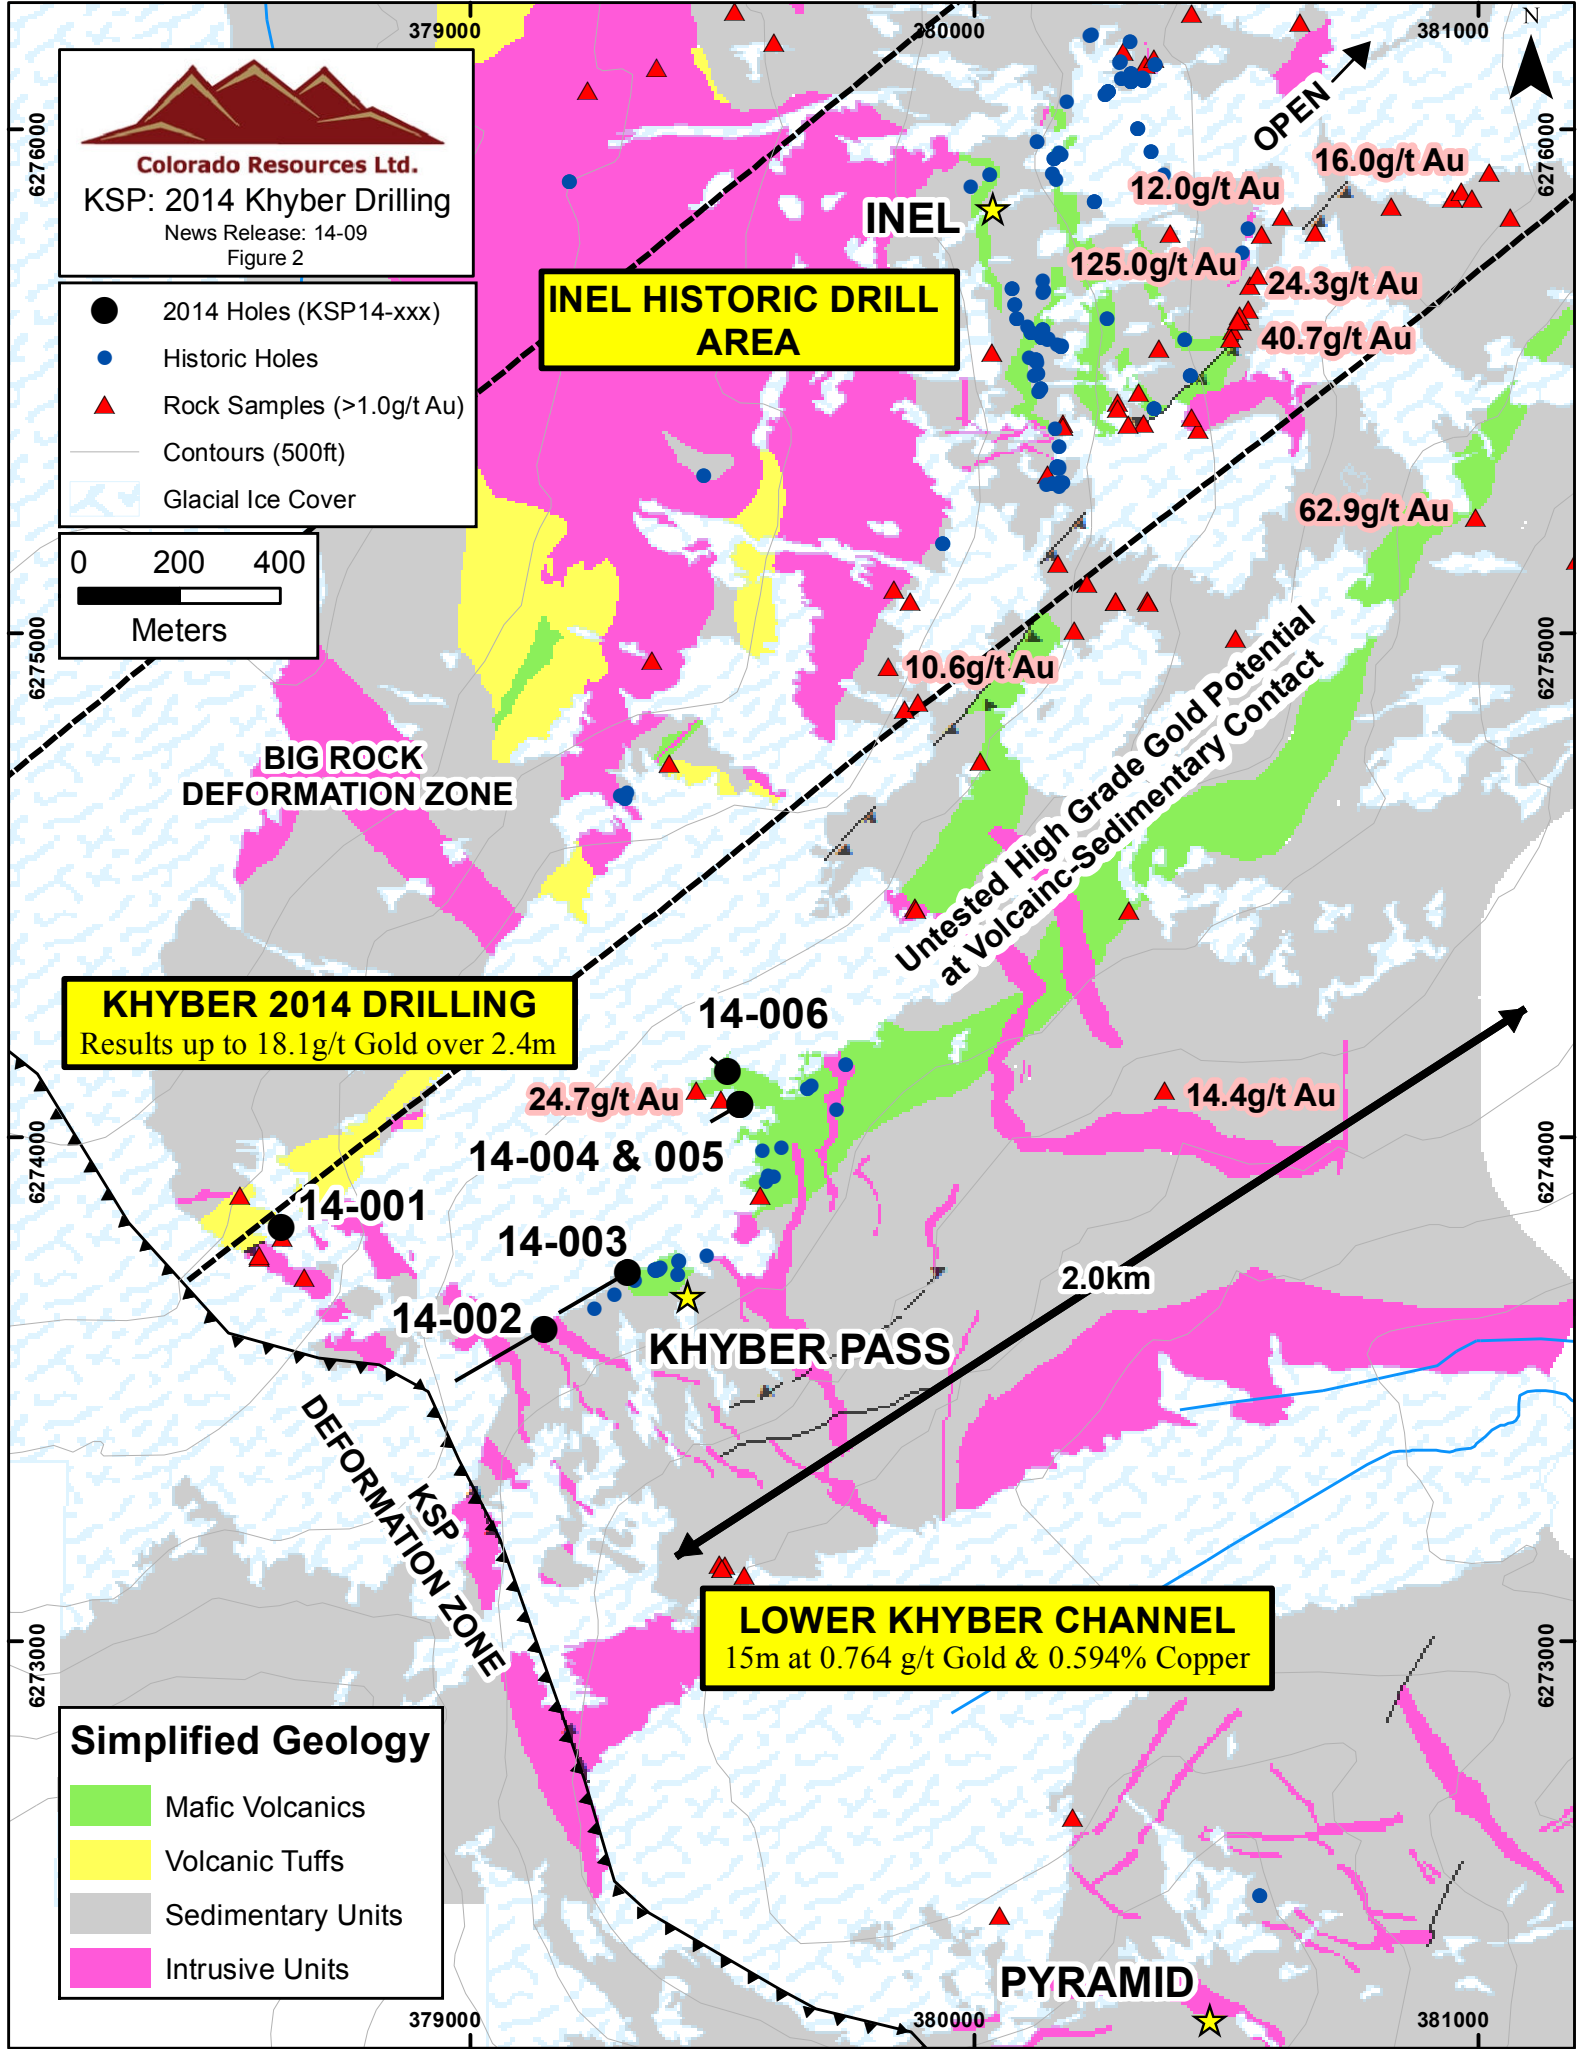 379000
380000
381000
N
Colorado Resources Ltd.
KSP: 2014 Khyber Drilling
News Release: 14-09
Figure 2
OPEN
6276000
6276000
16.0g/t Au
12.0g/t Au
INEL
125.0g/t Au
24.3g/t Au
40.7g/t Au
INEL HISTORIC DRILL
AREA
2014 Holes (KSP14-xxx)
Historic Holes
Rock Samples (>1.0g/t Au)
Contours (500ft)
Glacial Ice Cover
62.9g/t Au
0 200 400
Meters
6275000
6275000
10.6g/t Au
BIG ROCK
DEFORMATION ZONE
Untested High Grade Gold Potential
at Volcainc-Sedimentary Contact
KHYBER 2014 DRILLING
Results up to 18.1g/t Gold over 2.4m
14-006
24.7g/t Au
14.4g/t Au
14-004 & 005
6274000
6274000
14-001
14-003
2.0km
14-002
KHYBER PASS
KSP
DEFORMATION ZONE
LOWER KHYBER CHANNEL
15m at 0.764 g/t Gold & 0.594% Copper
6273000
6273000
Simplified Geology
Mafic Volcanics
Volcanic Tuffs
Sedimentary Units
Intrusive Units
PYRAMID
379000
380000
381000